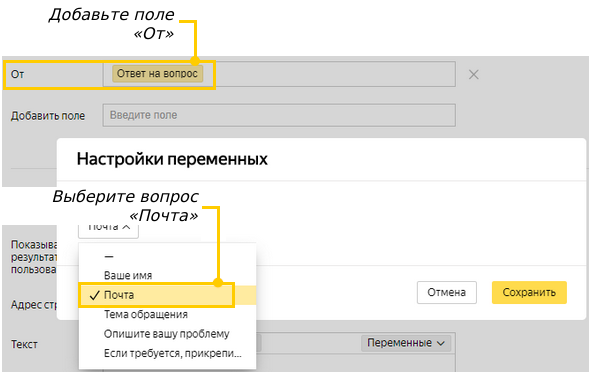 Добавьте поле
«От»
От
Ответ на вопрос
Добавить поле
Введите поле
Настройки переменных
Выберите вопрос
«Почта»
Почта
Показыва
результат
пользова
—
Ваше имя
Почта
Тема обращения
Опишите вашу проблему
Если требуется, прикрепи...
Отмена
Сохранить
Адрес стр
Текст
Переменные